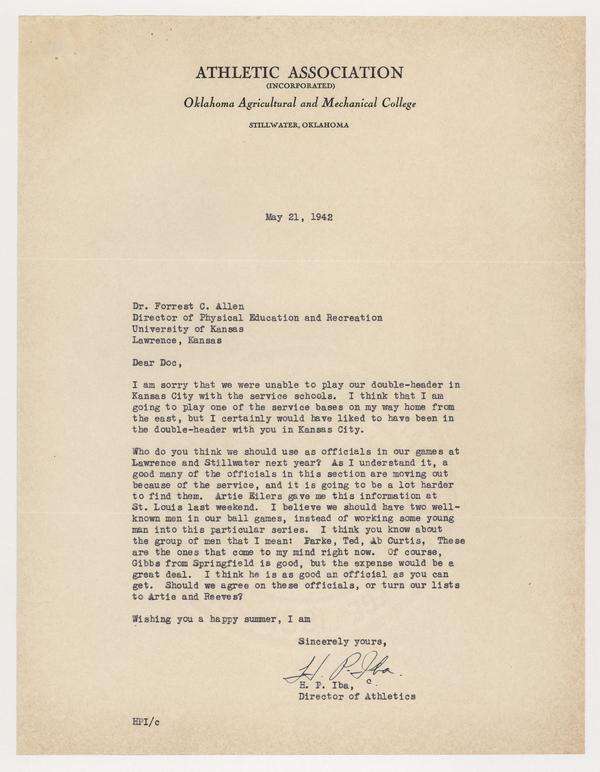 ATHLETIC ASSOCIATION
(INCORPORATED)
Oklahoma Agricultural and Mechanical College
STILLWATER, OKLAHOMA
May 21, 1942
Dr. Forrest C. Allen
Director of Physical Education and Recreation
University of Kansas
Lawrence, Kansas
Dear Doc,
I am sorry that we were unable to play our double-header in
Kansas City with the service schools. I think that I am
going to play one of the service bases on my way home from
the east, but I certainly would have liked to have been in
the double-header with you in Kansas City.
Who do you think we should use as officials in our games at
Lawrence and Stillwater next year? As I understand it, a
good many of the officials in this section are moving out
because of the service, and it is going to be a lot harder
to find them. Artie Eilers gave me this information at
St. Louis last weekend. I believe we should have two well-
known men in our ball games, instead of working some young
man into this particular series. I think you know about
the group of men that I mean: Parke, Ted, Ab Curtis. These
are the ones that come to my mind right now. Of course,
Gibbs from Springfield is good, but the expense would be a
great deal. I think he is as good an official as you can
get. Should we agree on these officials, or turn our lists
to Artie and Reeves?
Wishing you a happy summer, I am
Sincerely yours,
H. P. Iba.
c.
H. P. Iba,
Director of Athletics
HPI/c